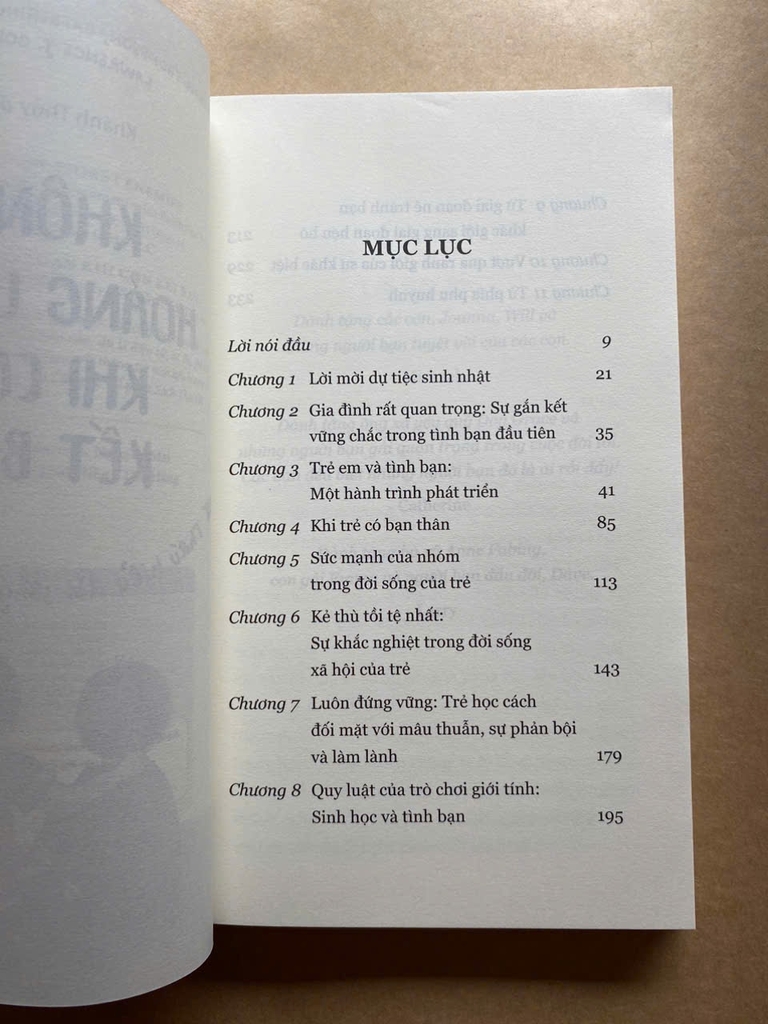 MỤC LỤC
Lời nói đầu 9
Chương 1 Lời mời dự tiệc sinh nhật 21
Chương 2 Gia đình rất quan trọng: Sự gắn kết
vững chắc trong tình bạn đầu tiên 35
Chương 3 Trẻ em và tình bạn:
Một hành trình phát triển 41
Chương 4 Khi trẻ có bạn thân 85
Chương 5 Sức mạnh của nhóm
trong đời sống của trẻ 113
Chương 6 Kẻ thù tồi tệ nhất:
Sự khắc nghiệt trong đời sống
xã hội của trẻ 143
Chương 7 Luôn đứng vững: Trẻ học cách
đối mặt với mâu thuẫn, sự phản bội
và làm lành 179
Chương 8 Quy luật của trò chơi giới tính:
Sinh học và tình bạn 195